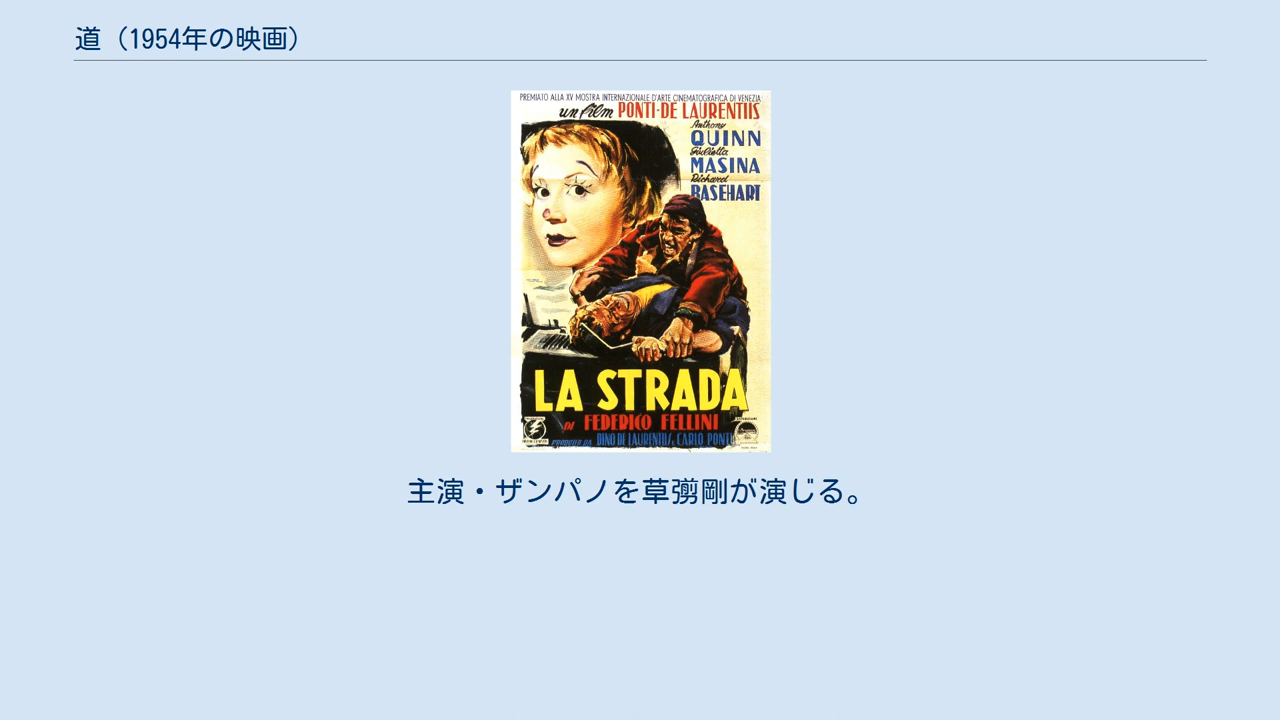 道（1954年の映画）
PREMIATO ALLA XV MOSTRA INTERNAZIONALE D'ARTE CINEMATOGRAFICA DI VENEZIA
un film PONTI-DE LAURENTIIS
Anthony
QUINN
Giulietta
MASINA
Richard
BASEHART
LA STRADA
DI FEDERICO FELLINI
DINO DE LAURENTIIS, CARLO PONTI
主演・ザンパノを草彅剛が演じる。